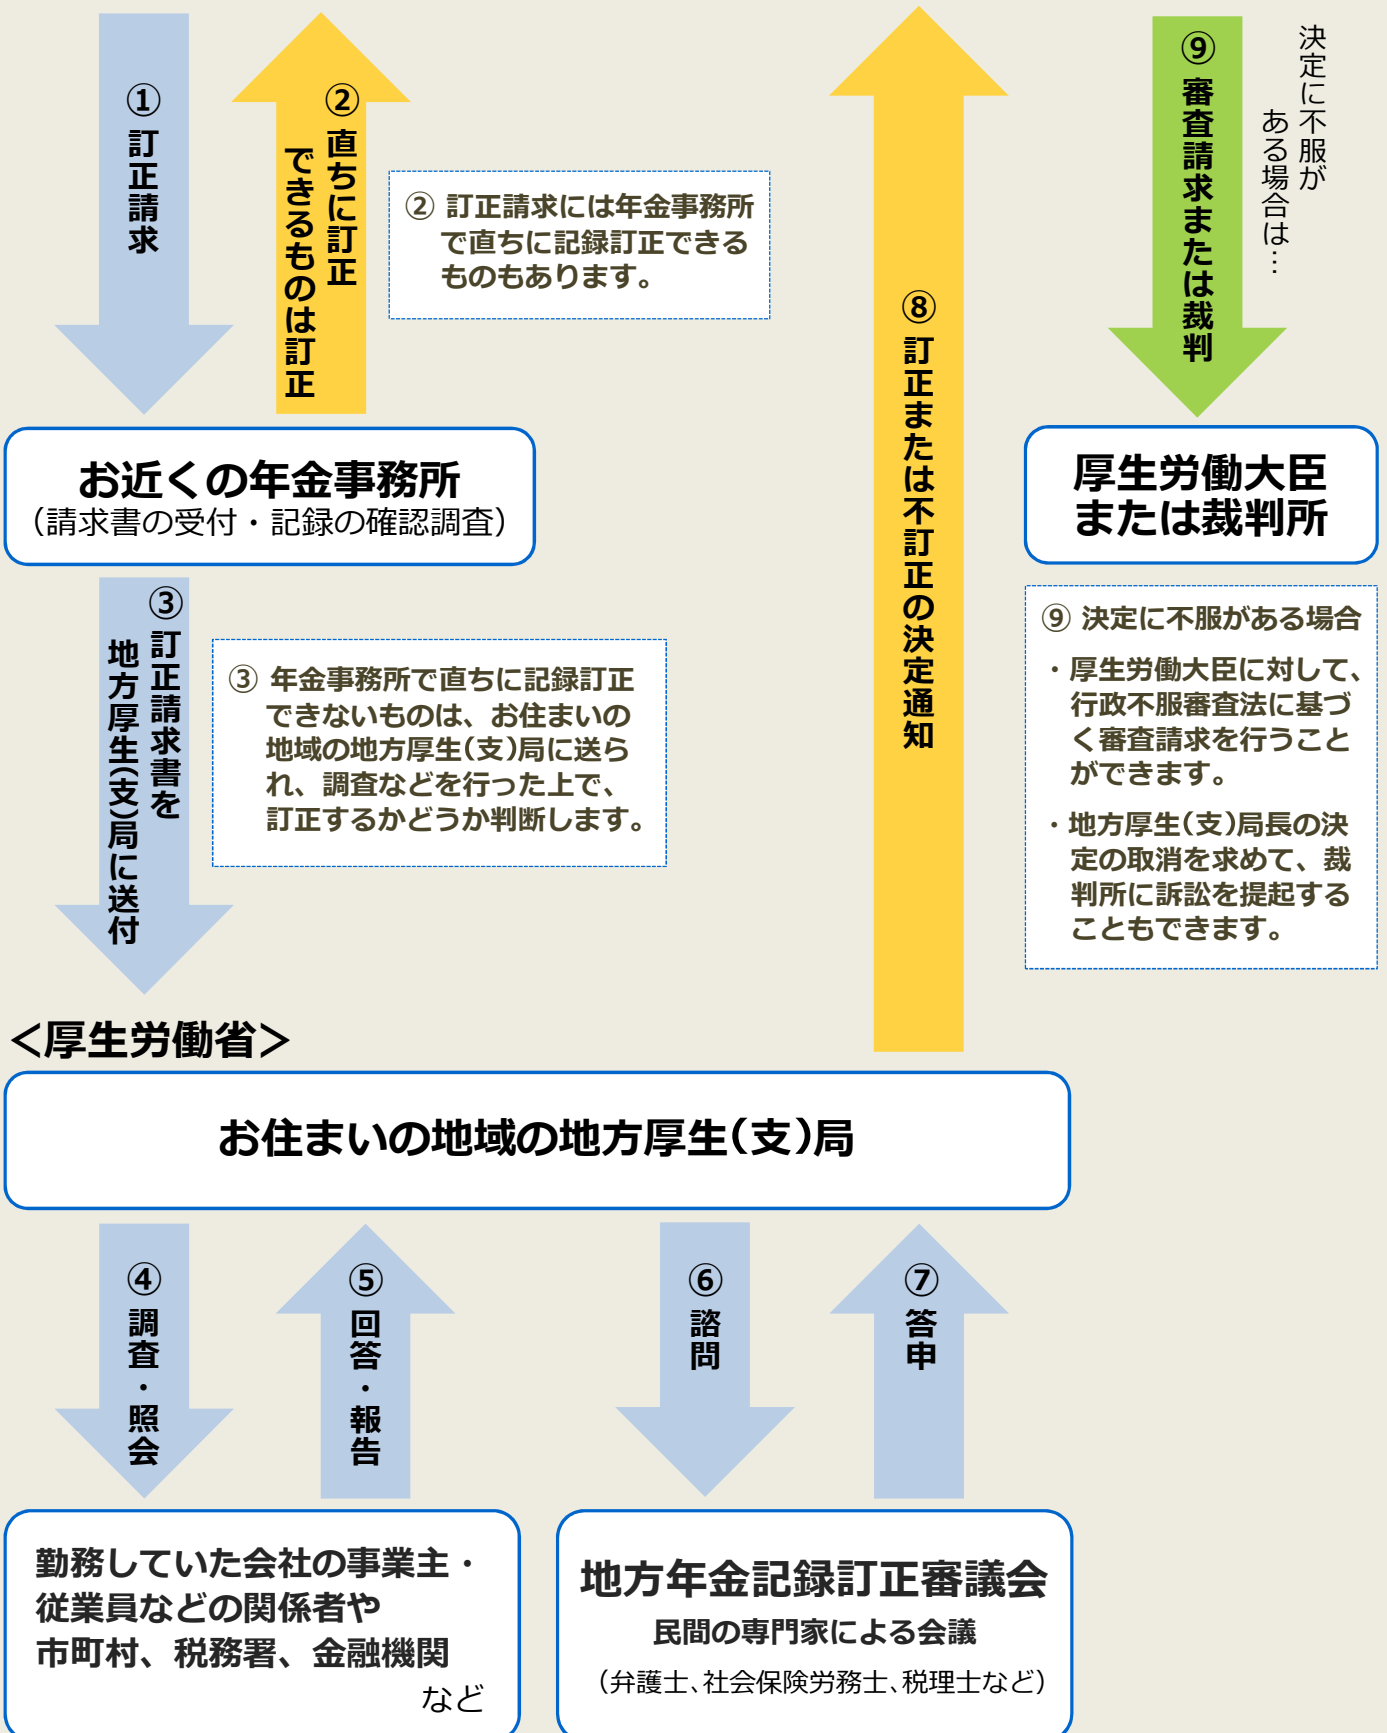 ① 訂正請求
② 直ちに訂正
できるものは訂正
② 訂正請求には年金事務所
で直ちに記録訂正できる
ものもあります。
⑧ 訂正または不訂正の決定通知
⑨ 審査請求または裁判
決定に不服が
ある場合は…
お近くの年金事務所
（請求書の受付・記録の確認調査）
厚生労働大臣
または裁判所
③ 訂正請求書を
地方厚生(支)局に送付
③ 年金事務所で直ちに記録訂正
できないものは、お住まいの
地域の地方厚生(支)局に送ら
れ、調査などを行った上で、
訂正するかどうか判断します。
⑨ 決定に不服がある場合
・厚生労働大臣に対して、
行政不服審査法に基づ
く審査請求を行うこと
ができます。
・地方厚生(支)局長の決
定の取消を求めて、裁
判所に訴訟を提起する
こともできます。
＜厚生労働省＞
お住まいの地域の地方厚生(支)局
④ 調査・照会
⑤ 回答・報告
⑥ 諮問
⑦ 答申
勤務していた会社の事業主・
従業員などの関係者や
市町村、税務署、金融機関
など
地方年金記録訂正審議会
民間の専門家による会議
（弁護士、社会保険労務士、税理士など）